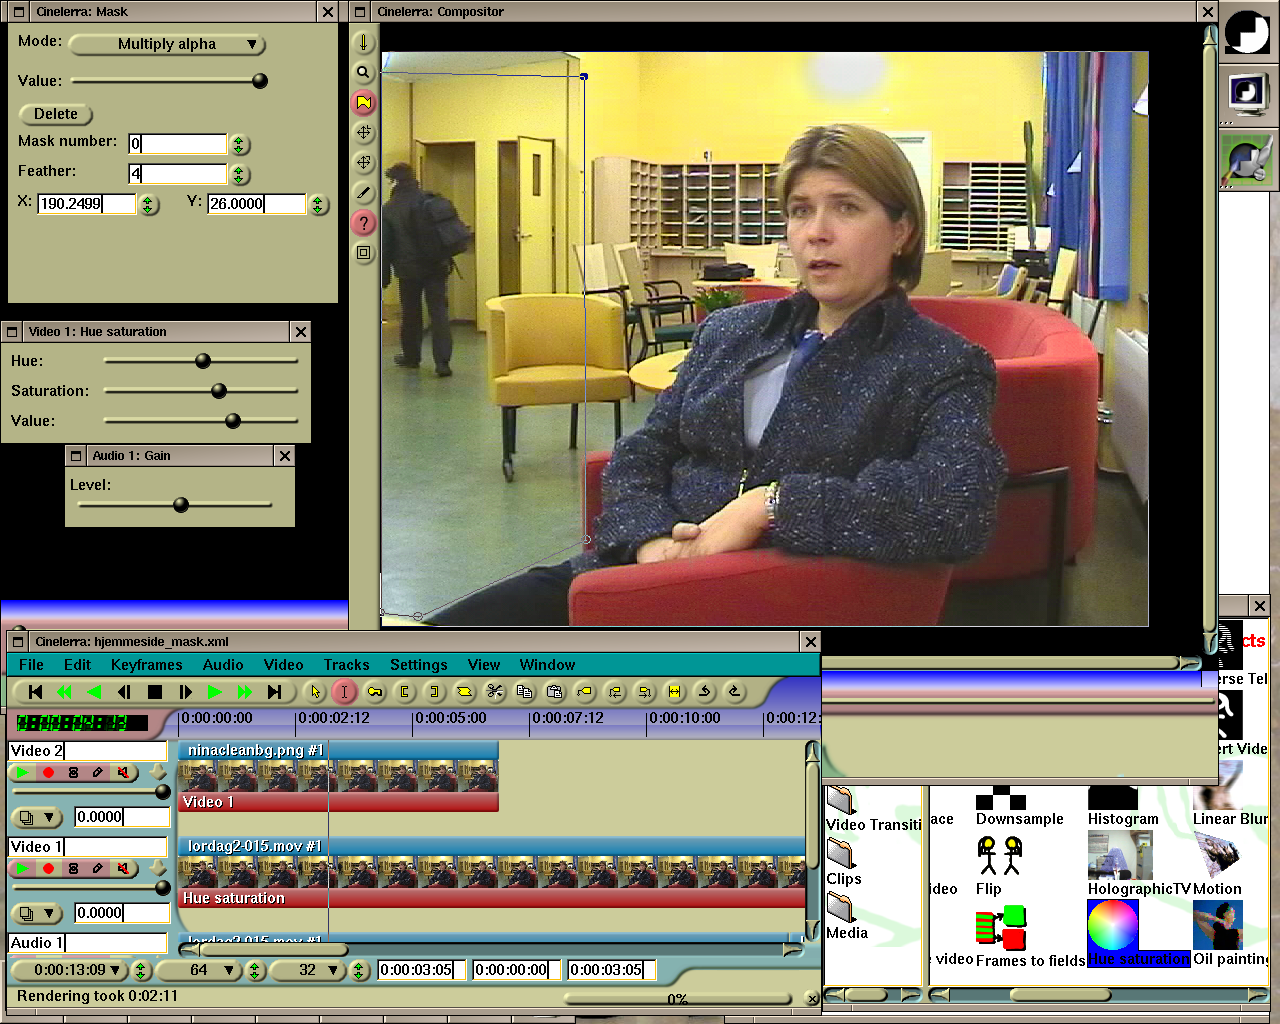 Cinelerra: Mask
Mode:
Multiply alpha
Value:
Delete
Mask number:
0
Feather:
4
X:
190.2499
Y:
26.0000
Video 1: Hue saturation
Hue:
Saturation:
Value:
Audio 1: Gain
Level:
Cinelerra: Compositor
?
Cinelerra: hjemmeside_mask.xml
File
Edit
Keyframes
Audio
Video
Tracks
Settings
View
Window
0:00:04:13
0:00:00:00
0:00:02:12
0:00:05:00
0:00:07:12
0:00:10:00
0:00:12:
Video 2
ninacleanbg.png #1
Video 1
0.0000
Video 1
lordag2-015.mov #1
Hue saturation
0.0000
Audio 1
lordag2-015.mov #1
0:00:13:09
64
32
0:00:03:05
0:00:00:00
0:00:03:05
Rendering took 0:02:11
0%
Video Transiti
Clips
Media
cts
rse Tel
ert Vide
ace
Downsample
Histogram
Linear Blur
ideo
Flip
HolographicTV
Motion
video
Frames to fields
Hue saturation
Oil painting